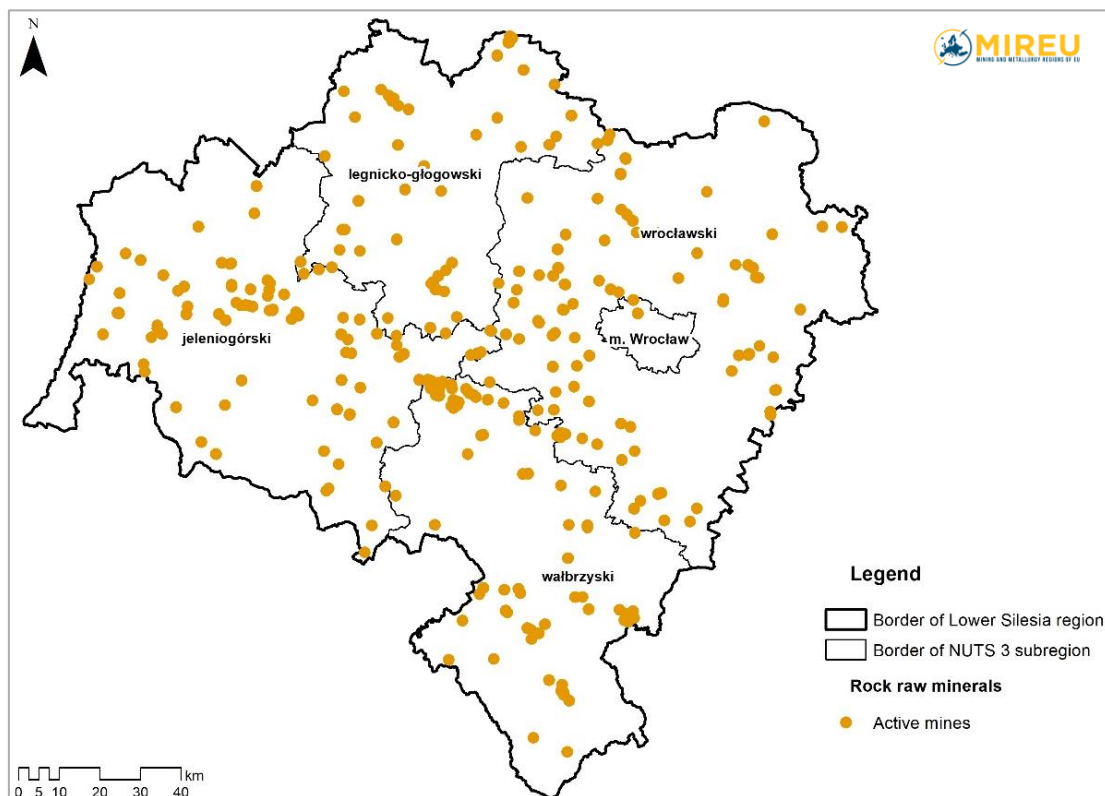 N
MIREU
MINING AND METALLURGY REGIONS OF EU
legnicko-głogowski
wrocławski
jeleniogórski
m. Wrocław
wałbrzyski
Legend
Border of Lower Silesia region
Border of NUTS 3 subregion
Rock raw minerals
Active mines
km
0 5 10 20 30 40